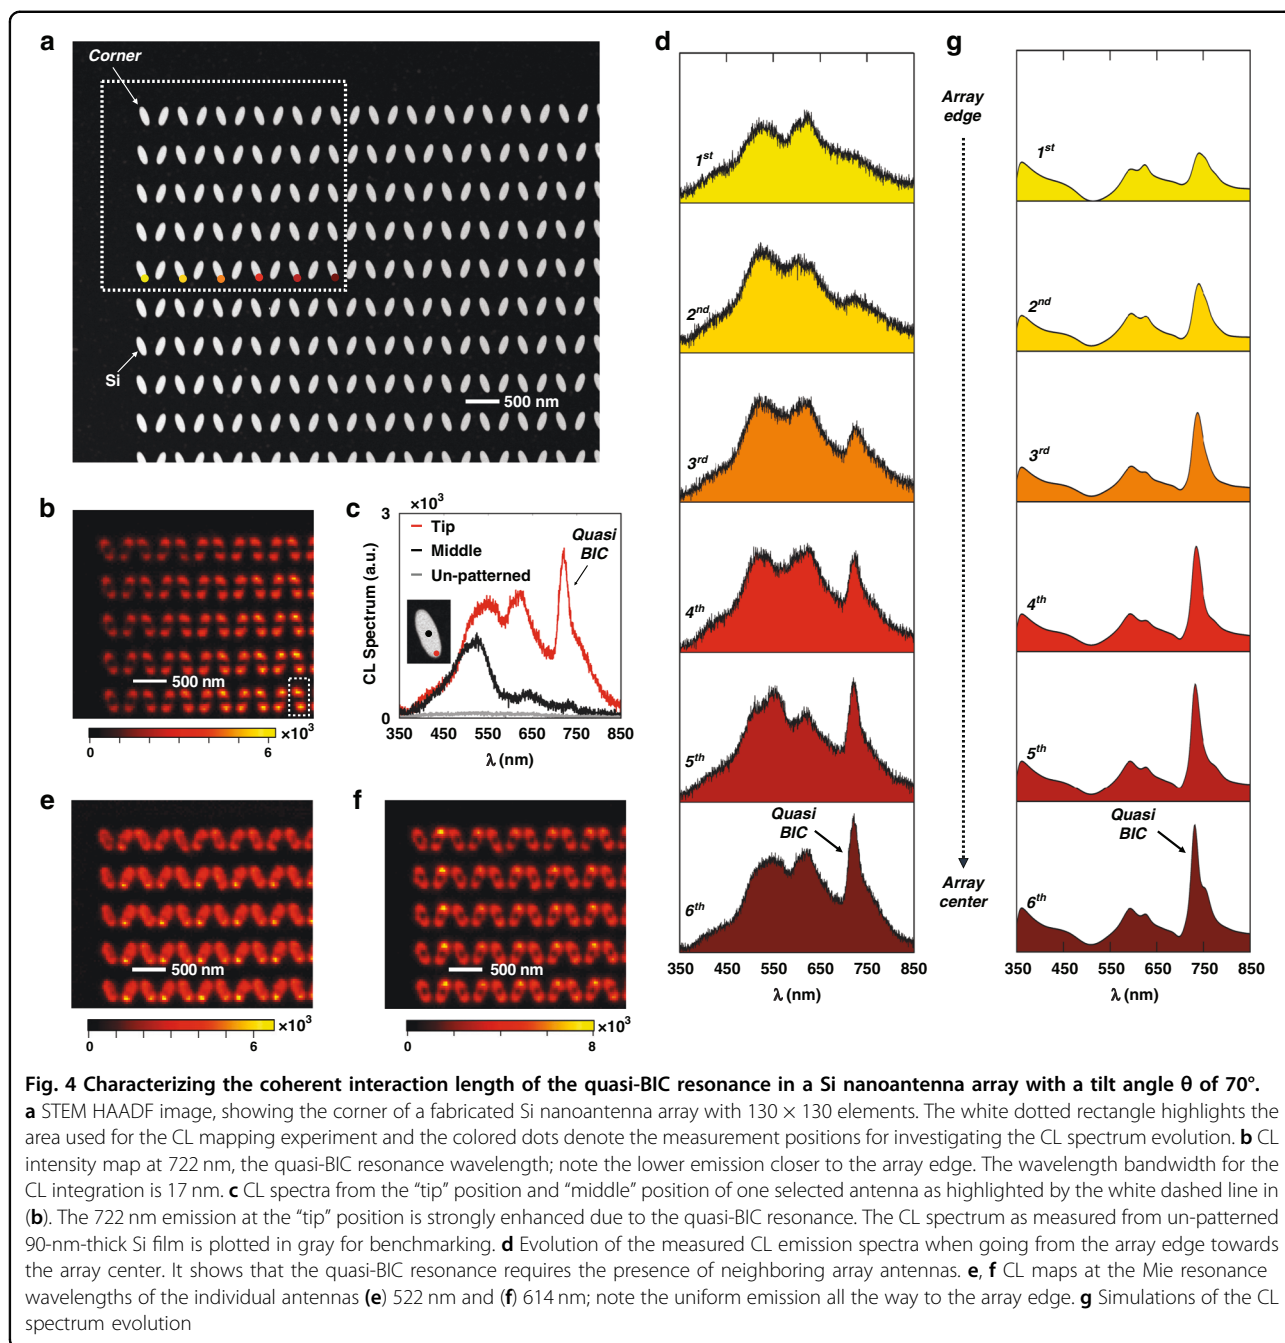 a
Corner
Si
500 nm
b
500 nm
0
6
×10³
c
×10³
3
Tip
Middle
Un-patterned
Quasi
BIC
CL Spectrum (a.u.)
0
350 450 550 650 750 850
λ (nm)
d
1st
2nd
3rd
4th
5th
6th
Quasi
BIC
350 450 550 650 750 850
λ (nm)
Array
edge
Array
center
g
1st
2nd
3rd
4th
5th
6th
Quasi
BIC
350 450 550 650 750 850
λ (nm)
e
500 nm
0
6
×10³
f
500 nm
0
8
×10³
Fig. 4 Characterizing the coherent interaction length of the quasi-BIC resonance in a Si nanoantenna array with a tilt angle θ of 70°.
a STEM HAADF image, showing the corner of a fabricated Si nanoantenna array with 130 × 130 elements. The white dotted rectangle highlights the
area used for the CL mapping experiment and the colored dots denote the measurement positions for investigating the CL spectrum evolution. b CL
intensity map at 722 nm, the quasi-BIC resonance wavelength; note the lower emission closer to the array edge. The wavelength bandwidth for the
CL integration is 17 nm. c CL spectra from the “tip” position and “middle” position of one selected antenna as highlighted by the white dashed line in
(b). The 722 nm emission at the “tip” position is strongly enhanced due to the quasi-BIC resonance. The CL spectrum as measured from un-patterned
90-nm-thick Si film is plotted in gray for benchmarking. d Evolution of the measured CL emission spectra when going from the array edge towards
the array center. It shows that the quasi-BIC resonance requires the presence of neighboring array antennas. e, f CL maps at the Mie resonance
wavelengths of the individual antennas (e) 522 nm and (f) 614 nm; note the uniform emission all the way to the array edge. g Simulations of the CL
spectrum evolution